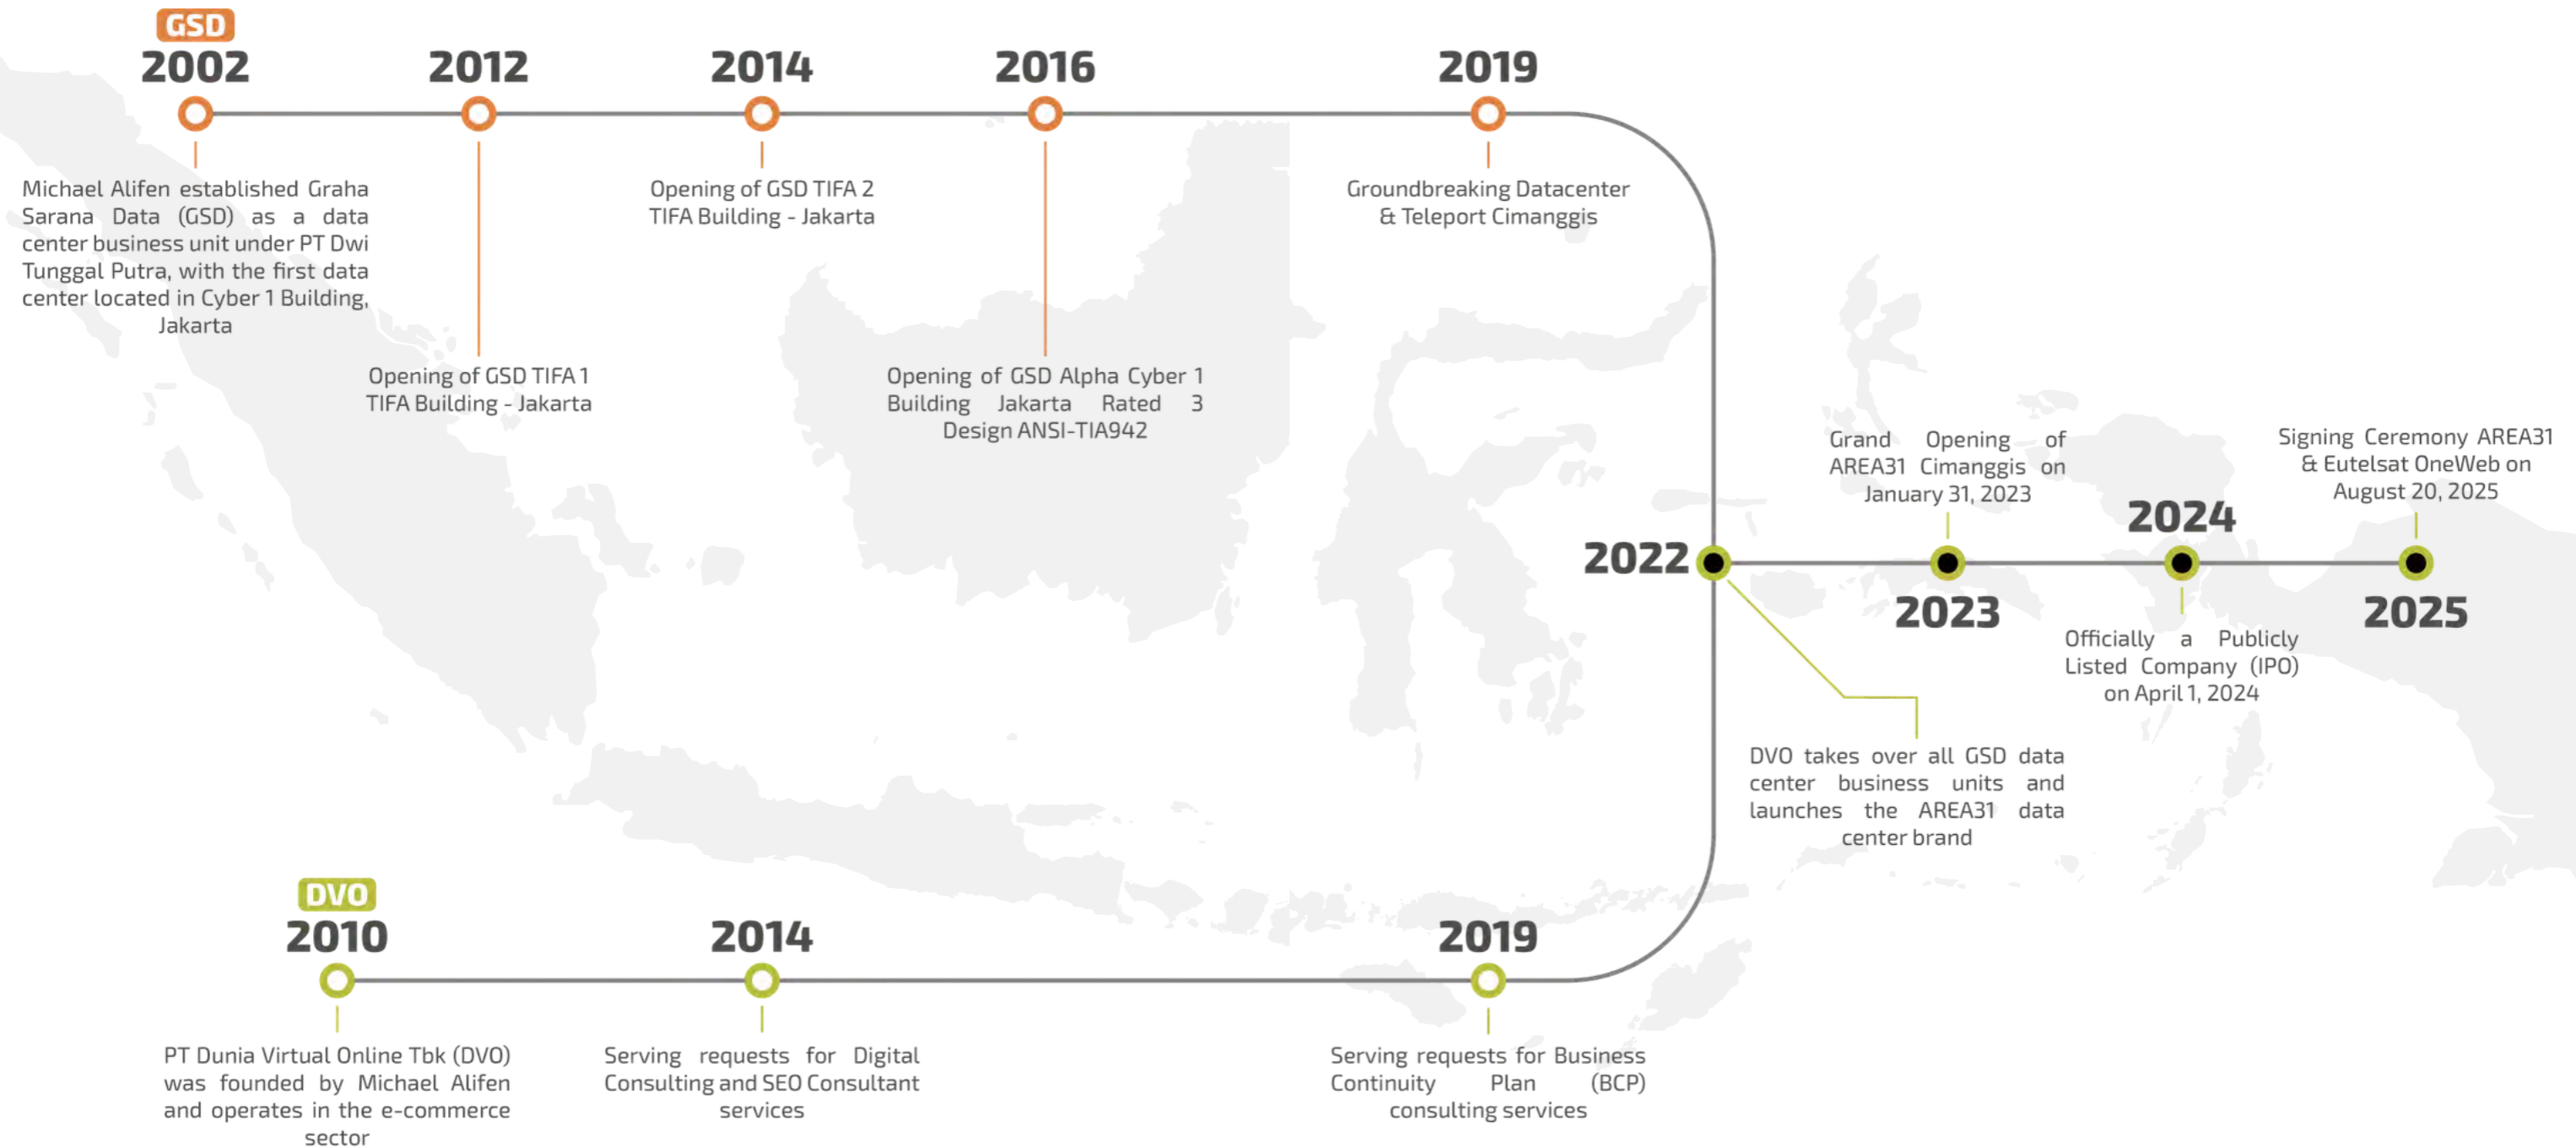 GSD
2002
Michael Alifen established Graha
Sarana Data (GSD) as a data
center business unit under PT Dwi
Tunggal Putra, with the first data
center located in Cyber 1 Building,
Jakarta
2012
Opening of GSD TIFA 1
TIFA Building - Jakarta
2014
Opening of GSD TIFA 2
TIFA Building - Jakarta
2016
Opening of GSD Alpha Cyber 1
Building Jakarta Rated 3
Design ANSI-TIA942
2019
Groundbreaking Datacenter
& Teleport Cimanggis
DVO
2010
PT Dunia Virtual Online Tbk (DVO)
was founded by Michael Alifen
and operates in the e-commerce
sector
2014
Serving requests for Digital
Consulting and SEO Consultant
services
2019
Serving requests for Business
Continuity Plan (BCP)
consulting services
2022
DVO takes over all GSD data
center business units and
launches the AREA31 data
center brand
Grand Opening of
AREA31 Cimanggis on
January 31, 2023
2023
2024
Officially a Publicly
Listed Company (IPO)
on April 1, 2024
Signing Ceremony AREA31
& Eutelsat OneWeb on
August 20, 2025
2025